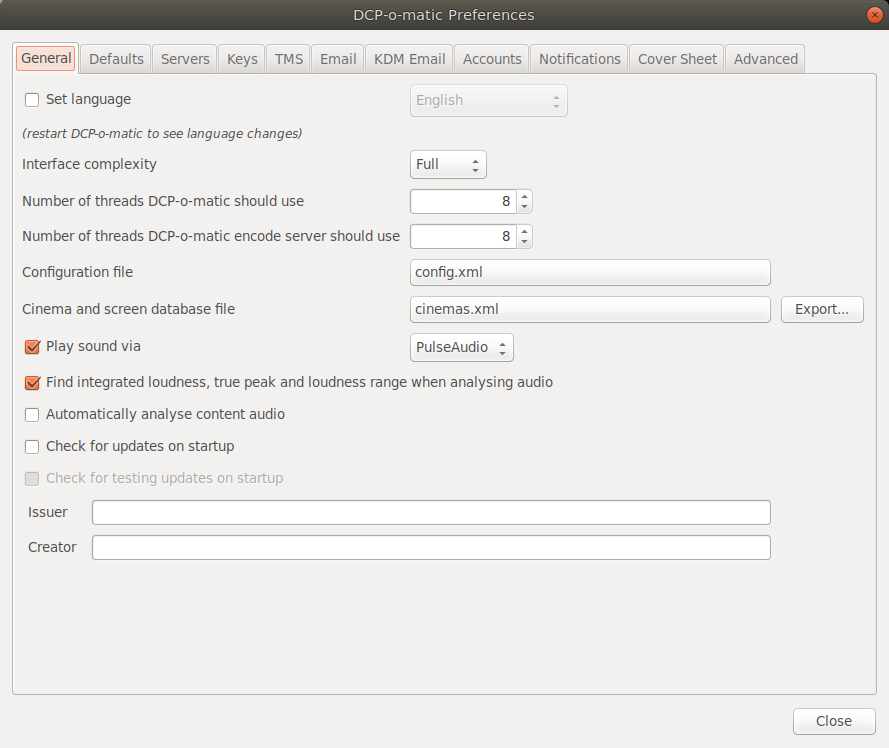 DCP-o-matic Preferences
General Defaults Servers Keys TMS Email KDM Email Accounts Notifications Cover Sheet Advanced
Set language English
(restart DCP-o-matic to see language changes)
Interface complexity Full
Number of threads DCP-o-matic should use 8
Number of threads DCP-o-matic encode server should use 8
Configuration file config.xml
Cinema and screen database file cinemas.xml Export...
Play sound via PulseAudio
Find integrated loudness, true peak and loudness range when analysing audio
Automatically analyse content audio
Check for updates on startup
Check for testing updates on startup
Issuer
Creator
Close